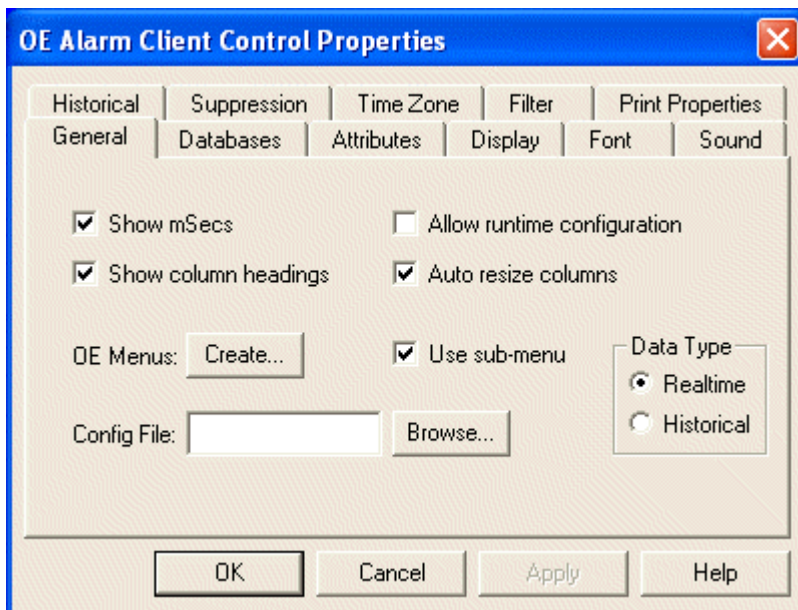 OE Alarm Client Control Properties
Historical Suppression Time Zone Filter Print Properties
General Databases Attributes Display Font Sound
Show mSecs Allow runtime configuration
Show column headings Auto resize columns
OE Menus: Create... Use sub-menu Data Type
Realtime
Config File: Browse... Historical
OK Cancel Apply Help